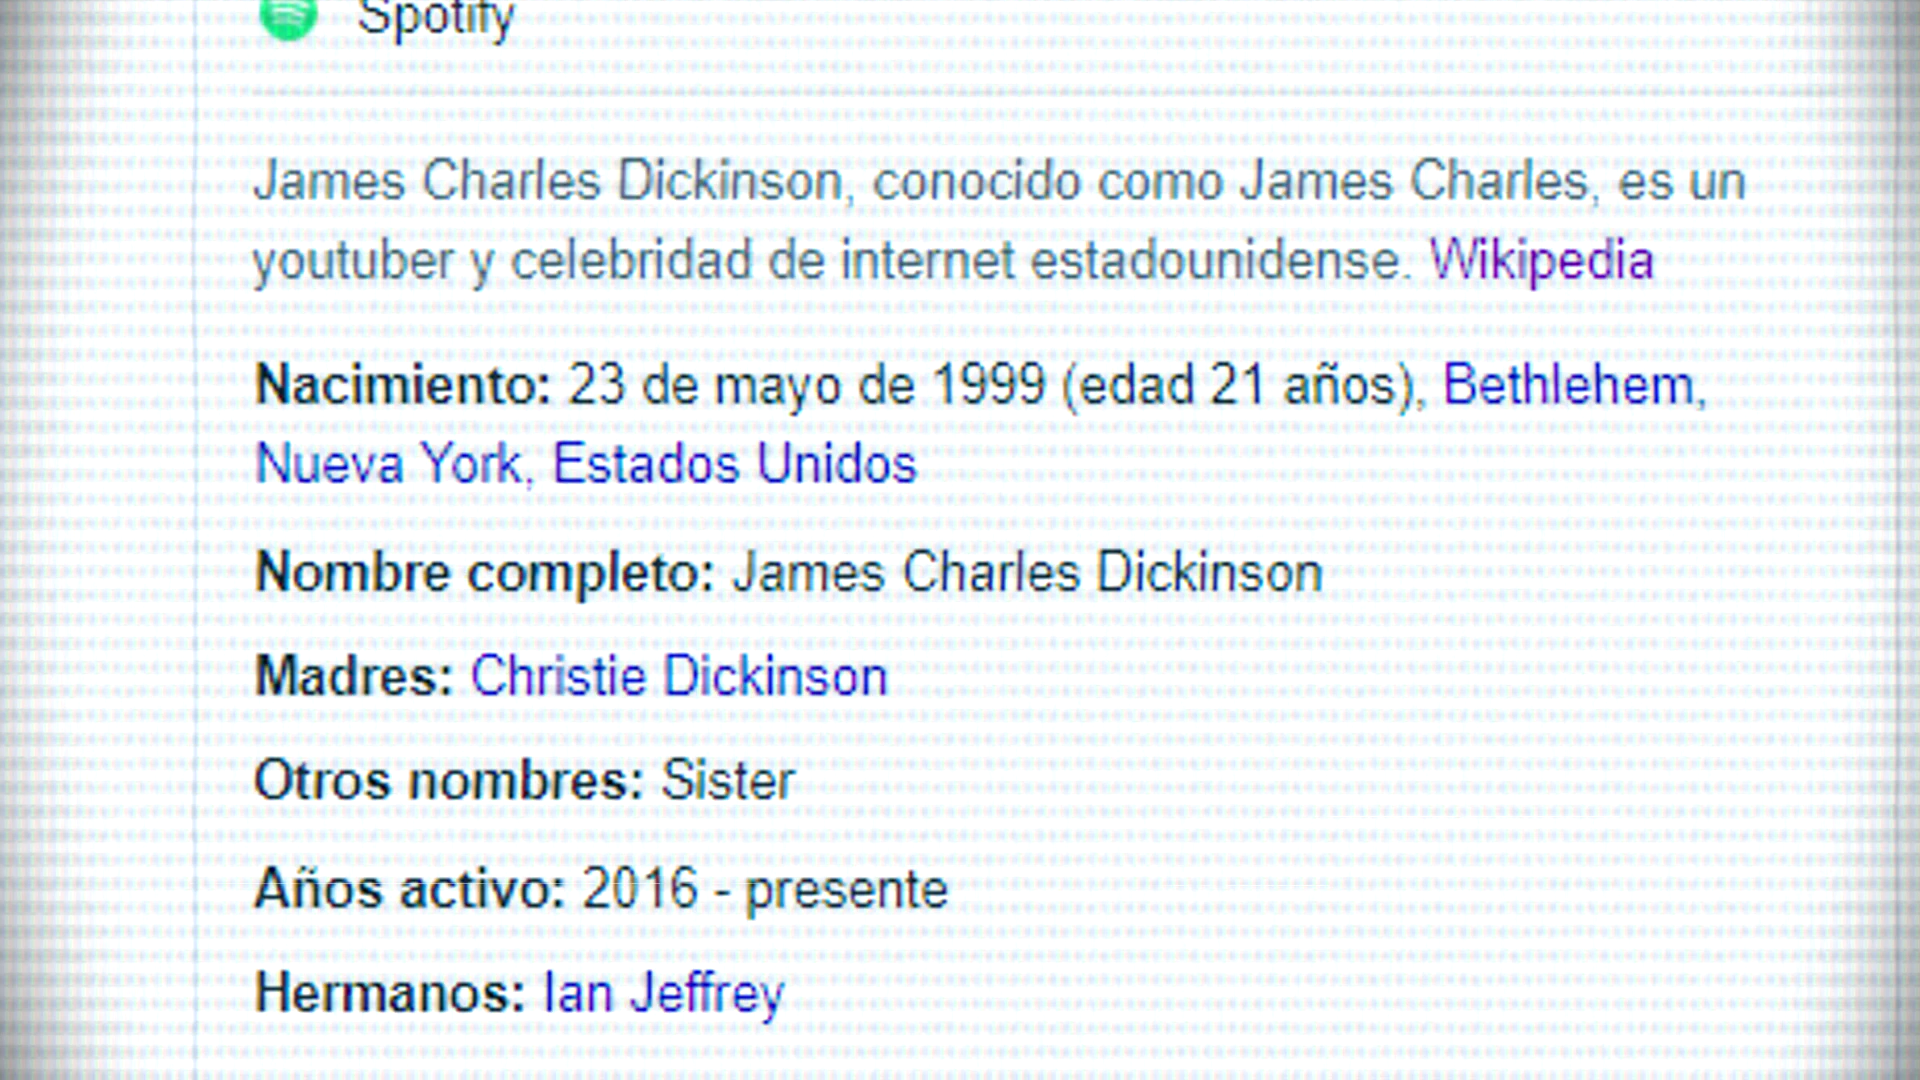 Spotify
James Charles Dickinson, conocido como James Charles, es un
youtuber y celebridad de internet estadounidense. Wikipedia
Nacimiento: 23 de mayo de 1999 (edad 21 años), Bethlehem,
Nueva York, Estados Unidos
Nombre completo: James Charles Dickinson
Madres: Christie Dickinson
Otros nombres: Sister
Años activo: 2016 - presente
Hermanos: Ian Jeffrey